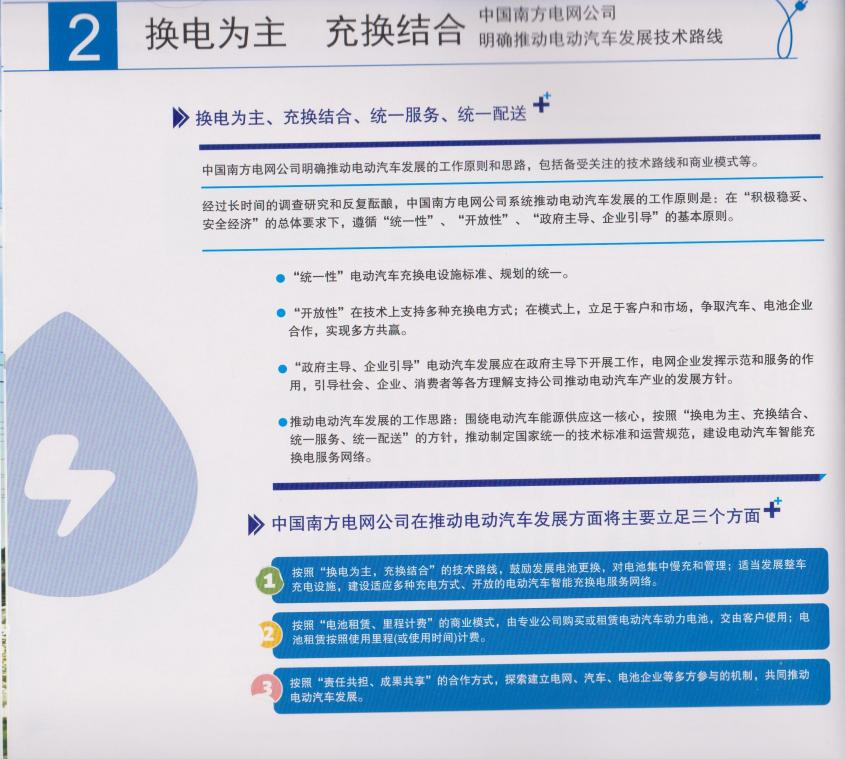 2
换电为主 充换结合
中国南方电网公司
明确推动电动汽车发展技术路线
换电为主、充换结合、统一服务、统一配送
中国南方电网公司明确推动电动汽车发展的工作原则和思路，包括备受关注的技术路线和商业模式等。
经过长时间的调查研究和反复酝酿，中国南方电网公司系统推动电动汽车发展的工作原则是：在“积极稳妥、
安全经济”的总体要求下，遵循“统一性”、“开放性”、“政府主导、企业引导”的基本原则。
“统一性”电动汽车充换电设施标准、规划的统一。
“开放性”在技术上支持多种充换电方式；在模式上，立足于客户和市场，争取汽车、电池企业
合作，实现多方共赢。
“政府主导、企业引导”电动汽车发展应在政府主导下开展工作，电网企业发挥示范和服务的作
用，引导社会、企业、消费者等各方理解支持公司推动电动汽车产业的发展方针。
推动电动汽车发展的工作思路：围绕电动汽车能源供应这一核心，按照“换电为主、充换结合、
统一服务、统一配送”的方针，推动制定国家统一的技术标准和运营规范，建设电动汽车智能充
换电服务网络。
中国南方电网公司在推动电动汽车发展方面将主要立足三个方面
1
按照“换电为主，充换结合”的技术路线，鼓励发展电池更换，对电池集中慢充和管理；适当发展整车
充电设施，建设适应多种充电方式、开放的电动汽车智能充换电服务网络。
2
按照“电池租赁、里程计费”的商业模式，由专业公司购买或租赁电动汽车动力电池，交由客户使用；电
池租赁按照使用里程(或使用时间)计费。
3
按照“责任共担、成果共享”的合作方式，探索建立电网、汽车、电池企业等多方参与的机制，共同推动
电动汽车发展。